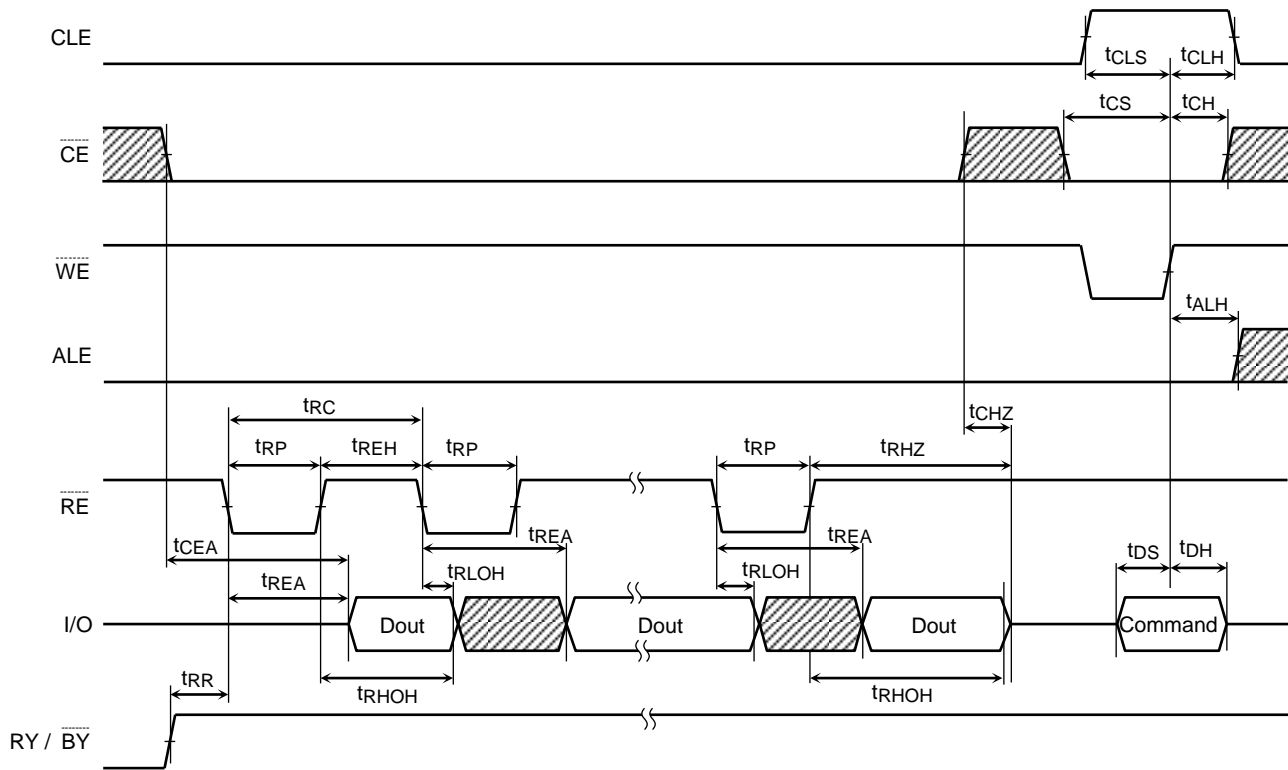 CLE
tCLS tCLH
tCS tCH
CE
WE
tALH
ALE
tRC
tCHZ
tRP tREH tRP tRP tRHZ
RE
tREA tREA
tCEA
tRLOH tRLOH
tDS tDH
tREA
I/O Dout Dout Dout Command
tRR
tRHOH tRHOH
RY / BY